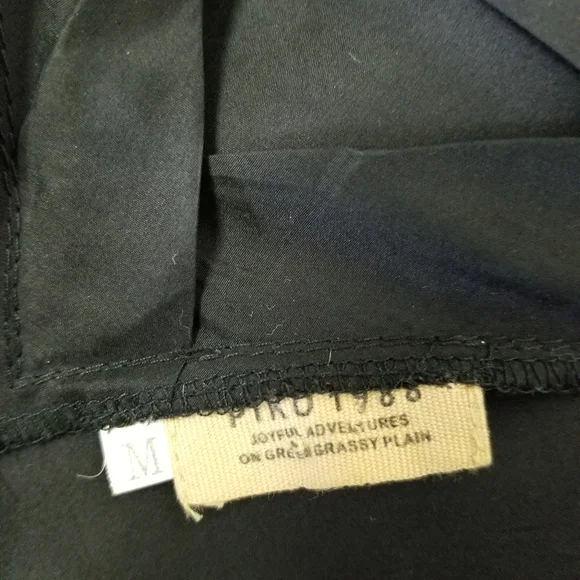 PIKO 1988
JOYFUL ADVENTURES
ON GREEN GRASSY PLAIN
M